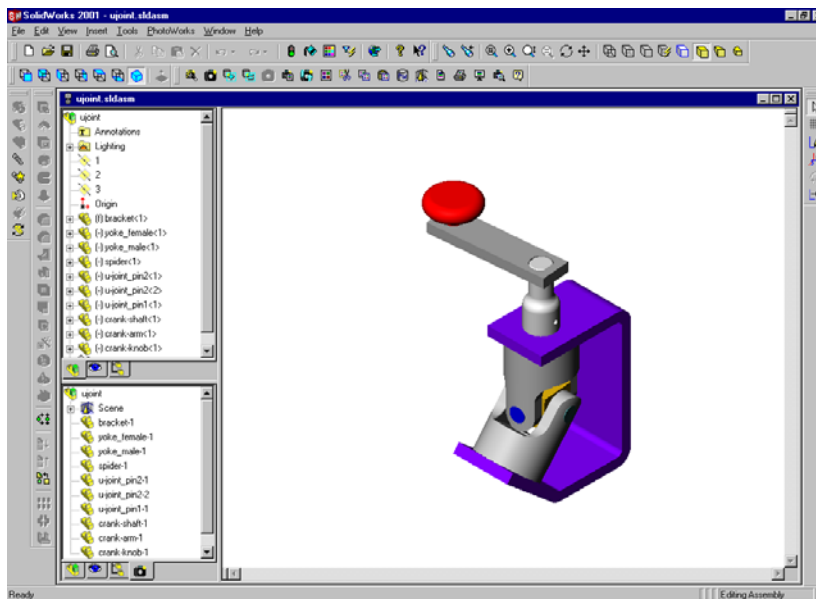 SolidWorks 2001 - ujoint.sldasm
File Edit View Insert Tools PhotoWorks Window Help
ujoint.sldasm
ujoint
Annotations
Lighting
1
2
3
Origin
(f) bracket<1>
(-) yoke_female<1>
(-) yoke_male<1>
(-) spider<1>
(-) u-joint_pin2<1>
(-) u-joint_pin2<2>
(-) u-joint_pin1<1>
(-) crank-shaft<1>
(-) crank-arm<1>
(-) crank-knob<1>
ujoint
Scene
bracket-1
yoke_female-1
yoke_male-1
spider-1
u-joint_pin2-1
u-joint_pin2-2
u-joint_pin1-1
crank-shaft-1
crank-arm-1
crank-knob-1
Ready
Editing Assembly